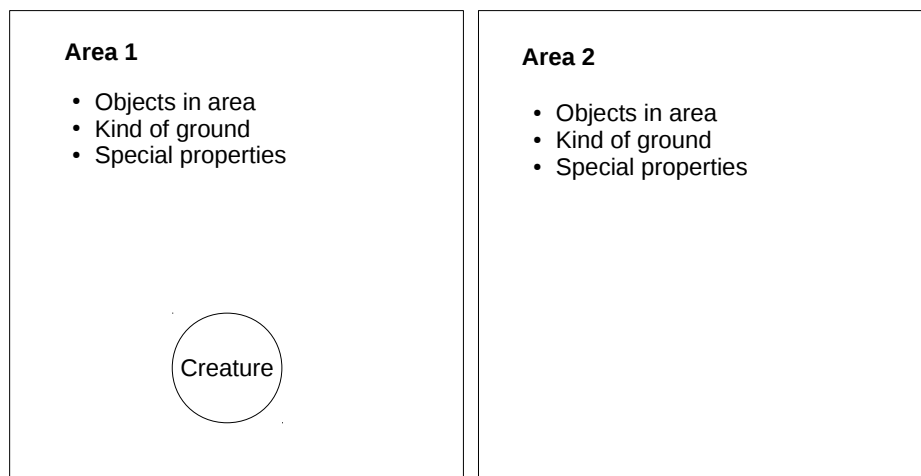 Area 1
• Objects in area
• Kind of ground
• Special properties
Creature
Area 2
• Objects in area
• Kind of ground
• Special properties